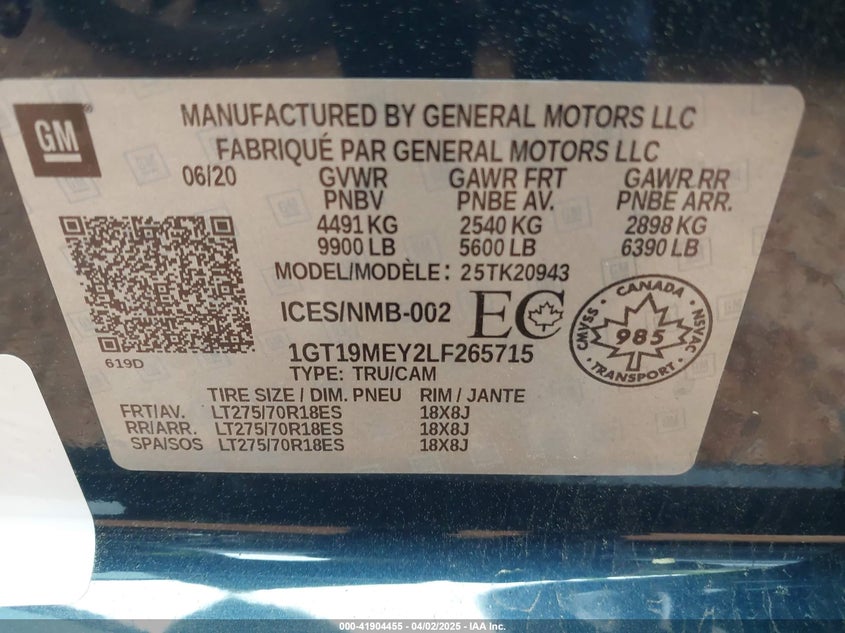 GM
MANUFACTURED BY GENERAL MOTORS LLC
FABRIQUÉ PAR GENERAL MOTORS LLC
06/20 GVWR GAWR FRT GAWR RR
PNBV PNBE AV. PNBE ARR.
4491 KG 2540 KG 2898 KG
9900 LB 5600 LB 6390 LB
MODEL/MODÈLE: 25TK20943
ICES/NMB-002 EC
CANADA
CMVSS 985 NSVAC
TRANSPORT
1GT19MEY2LF265715
619D
TYPE: TRU/CAM
TIRE SIZE / DIM. PNEU RIM / JANTE
FRT/AV. LT275/70R18ES 18X8J
RR/ARR. LT275/70R18ES 18X8J
SPA/SOS LT275/70R18ES 18X8J
000-41904455 - 04/02/2025 - IAA Inc.